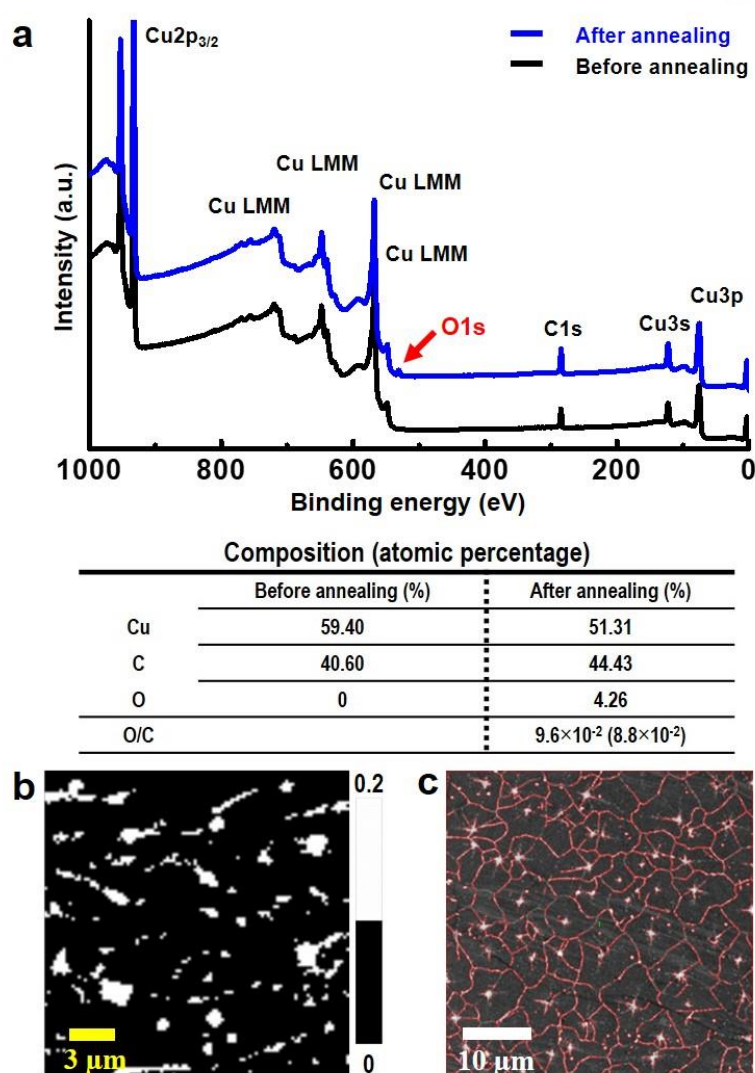 a
Cu2p3/2
After annealing
Before annealing
Cu LMM
Cu LMM
Cu LMM
Cu LMM
O1s
C1s
Cu3s
Cu3p
Intensity (a.u.)
1000 800 600 400 200 0
Binding energy (eV)
Composition (atomic percentage)
Before annealing (%) After annealing (%)
Cu 59.40 51.31
C 40.60 44.43
O 0 4.26
O/C 9.6×10⁻² (8.8×10⁻²)
b
0.2
0
3 µm
c
10 µm